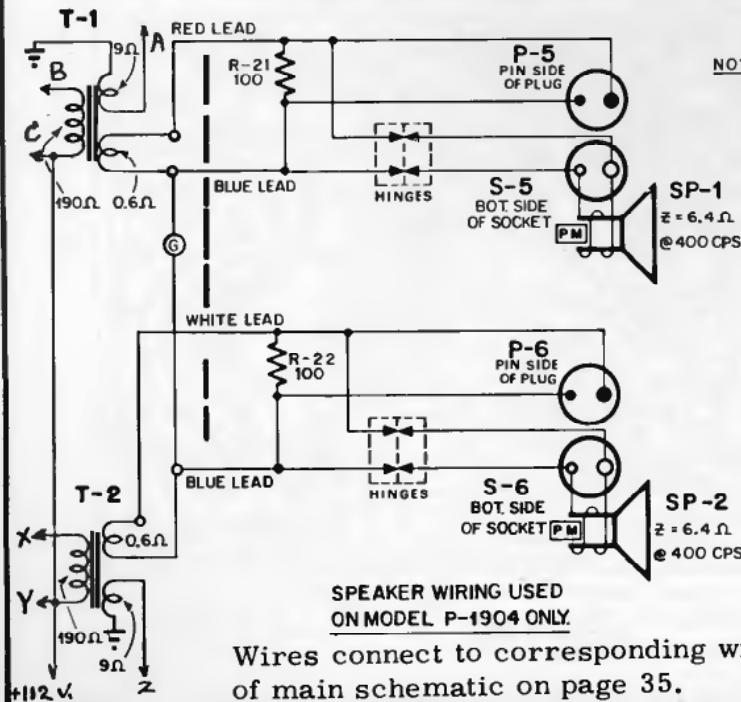 T-1
9Ω
A
RED LEAD
B
R-21
100
P-5
PIN SIDE
OF PLUG
C
190Ω
0.6Ω
BLUE LEAD
HINGES
S-5
BOT. SIDE
OF SOCKET
PM
SP-1
Z = 6.4 Ω
@ 400 CPS
G
WHITE LEAD
R-22
100
P-6
PIN SIDE
OF PLUG
BLUE LEAD
HINGES
S-6
BOT. SIDE
OF SOCKET
PM
SP-2
Z = 6.4 Ω
@ 400 CPS
T-2
X
0.6Ω
Y
190Ω
9Ω
+112 V.
Z
SPEAKER WIRING USED
ON MODEL P-1904 ONLY.
Wires connect to corresponding
of main schematic on page 35.